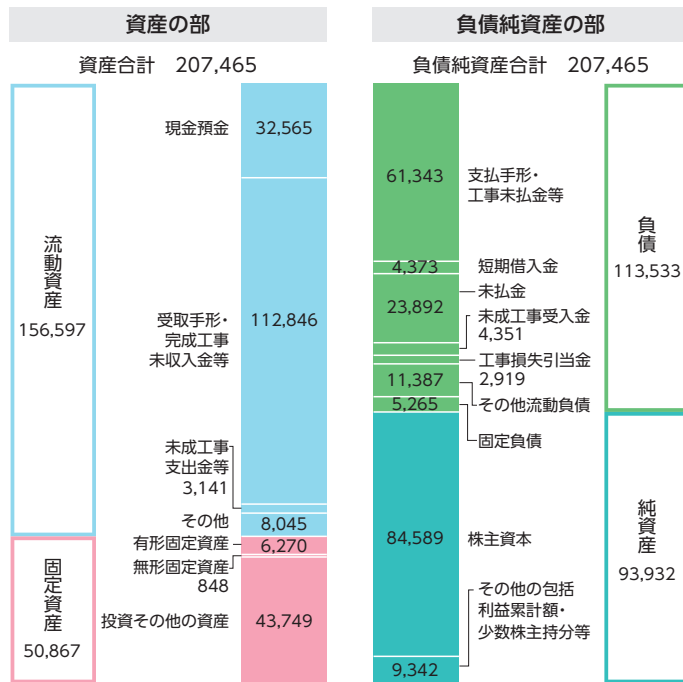 資産の部
資産合計 207,465
流動資産
156,597
現金預金
32,565
受取手形・
完成工事
未収入金等
112,846
未成工事
支出金等
3,141
その他
8,045
固定資産
50,867
有形固定資産
6,270
無形固定資産
848
投資その他の資産
43,749
負債純資産の部
負債純資産合計 207,465
61,343
支払手形・
工事未払金等
4,373
短期借入金
23,892
未払金
未成工事受入金
4,351
工事損失引当金
2,919
11,387
その他流動負債
5,265
固定負債
負債
113,533
84,589
株主資本
その他の包括
利益累計額・
少数株主持分等
9,342
純資産
93,932